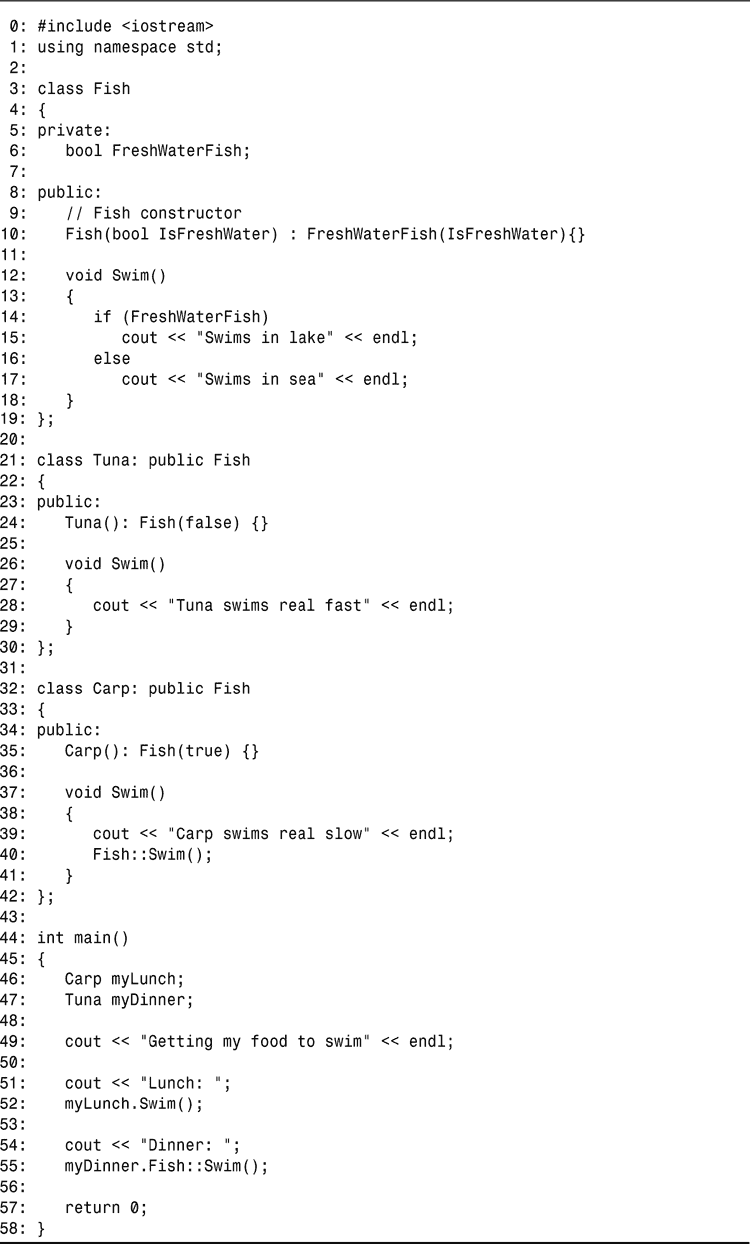 0: #include <iostream>
1: using namespace std;
2:
3: class Fish
4: {
5: private:
6:    bool FreshWaterFish;
7:
8: public:
9:    // Fish constructor
10:    Fish(bool IsFreshWater) : FreshWaterFish(IsFreshWater){}
11:
12:    void Swim()
13:    {
14:       if (FreshWaterFish)
15:          cout << "Swims in lake" << endl;
16:       else
17:          cout << "Swims in sea" << endl;
18:    }
19: };
20:
21: class Tuna: public Fish
22: {
23: public:
24:    Tuna(): Fish(false) {}
25:
26:    void Swim()
27:    {
28:       cout << "Tuna swims real fast" << endl;
29:    }
30: };
31:
32: class Carp: public Fish
33: {
34: public:
35:    Carp(): Fish(true) {}
36:
37:    void Swim()
38:    {
39:       cout << "Carp swims real slow" << endl;
40:       Fish::Swim();
41:    }
42: };
43:
44: int main()
45: {
46:    Carp myLunch;
47:    Tuna myDinner;
48:
49:    cout << "Getting my food to swim" << endl;
50:
51:    cout << "Lunch: ";
52:    myLunch.Swim();
53:
54:    cout << "Dinner: ";
55:    myDinner.Fish::Swim();
56:
57:    return 0;
58: }